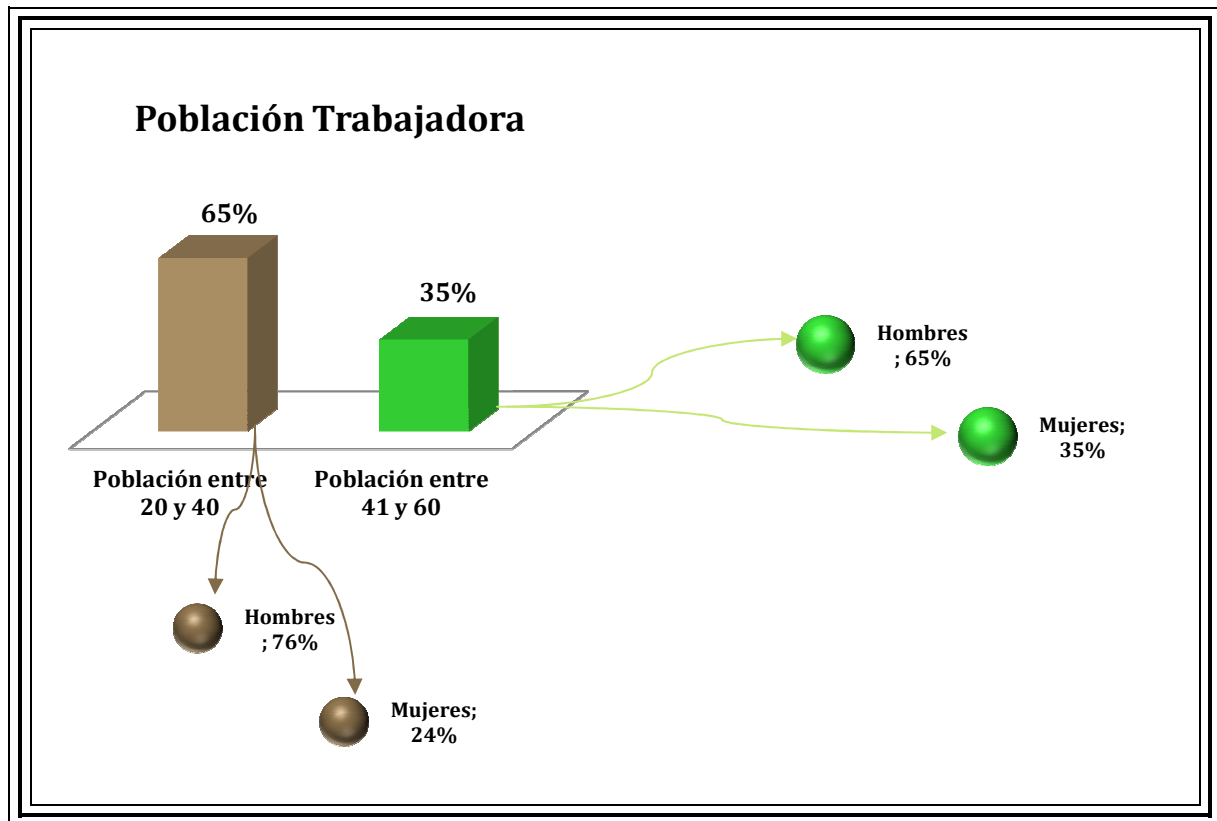 Población Trabajadora
65%
35%
Población entre
20 y 40
Población entre
41 y 60
Hombres
; 65%
Mujeres;
35%
Hombres
; 76%
Mujeres;
24%